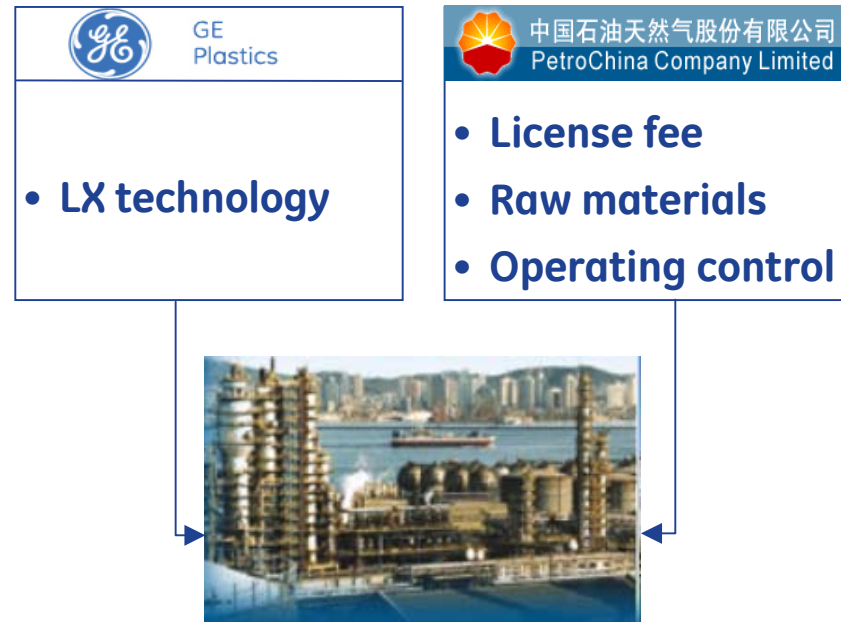 GE
Plastics
• LX technology
中国石油天然气股份有限公司
PetroChina Company Limited
• License fee
• Raw materials
• Operating control